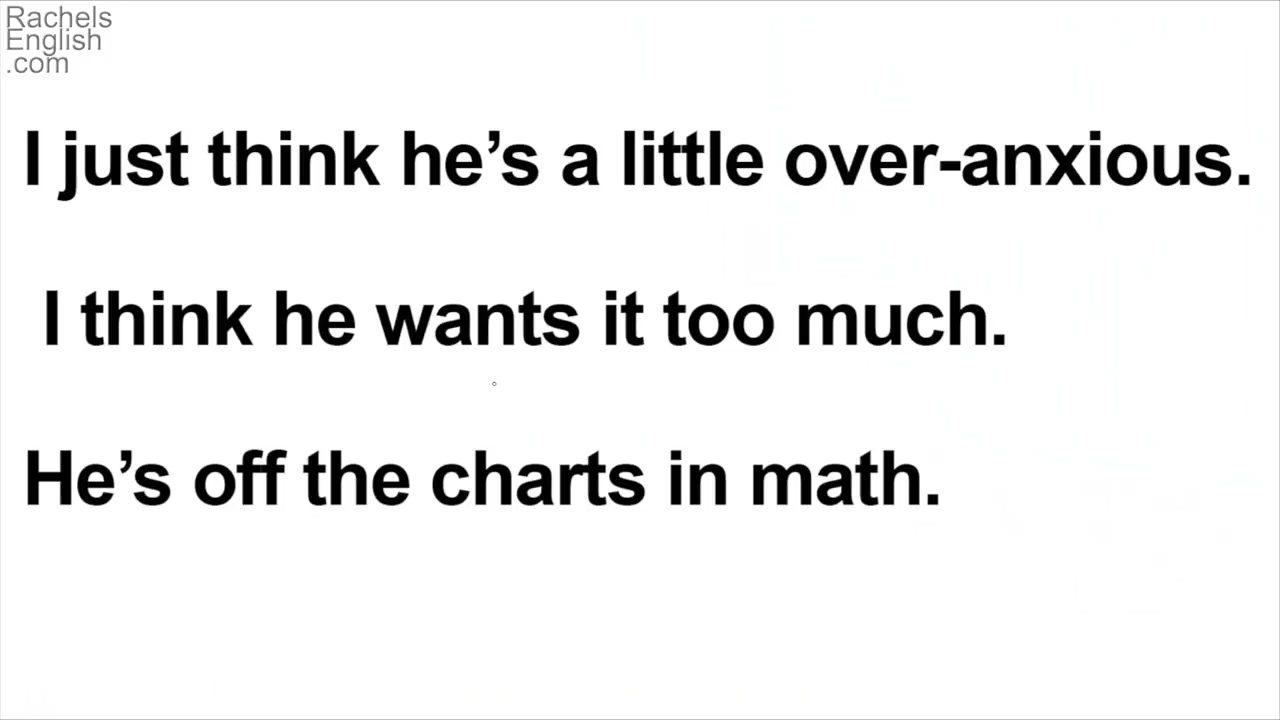 Rachels
English
.com
I just think he’s a little over-anxious.
I think he wants it too much.
He’s off the charts in math.